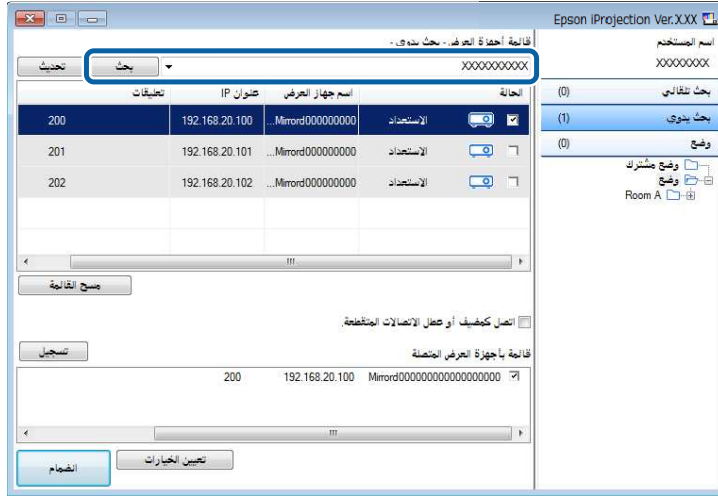 Epson iProjection Ver.X.XX
اسم المستخدم
XXXXXXXX
بحث تلقائي (0)
بحث يدوي (1)
وضع (0)
وضع مشترك
وضع
Room A
قائمة أجهزة العرض - بحث يدوي -
XXXXXXXXXX بحث تحديث
الحالة اسم جهاز العرض عنوان IP تعليقات
الاستعداد Mirrord000000000... 192.168.20.100 200
الاستعداد Mirrord000000000... 192.168.20.101 201
الاستعداد Mirrord000000000... 192.168.20.102 202
مسح القائمة
اتصل كمضيف أو عطل الاتصالات المتقطعة.
قائمة بأجهزة العرض المتصلة تسجيل
Mirrord000000000000000000 192.168.20.100 200
تعيين الخيارات
انضمام